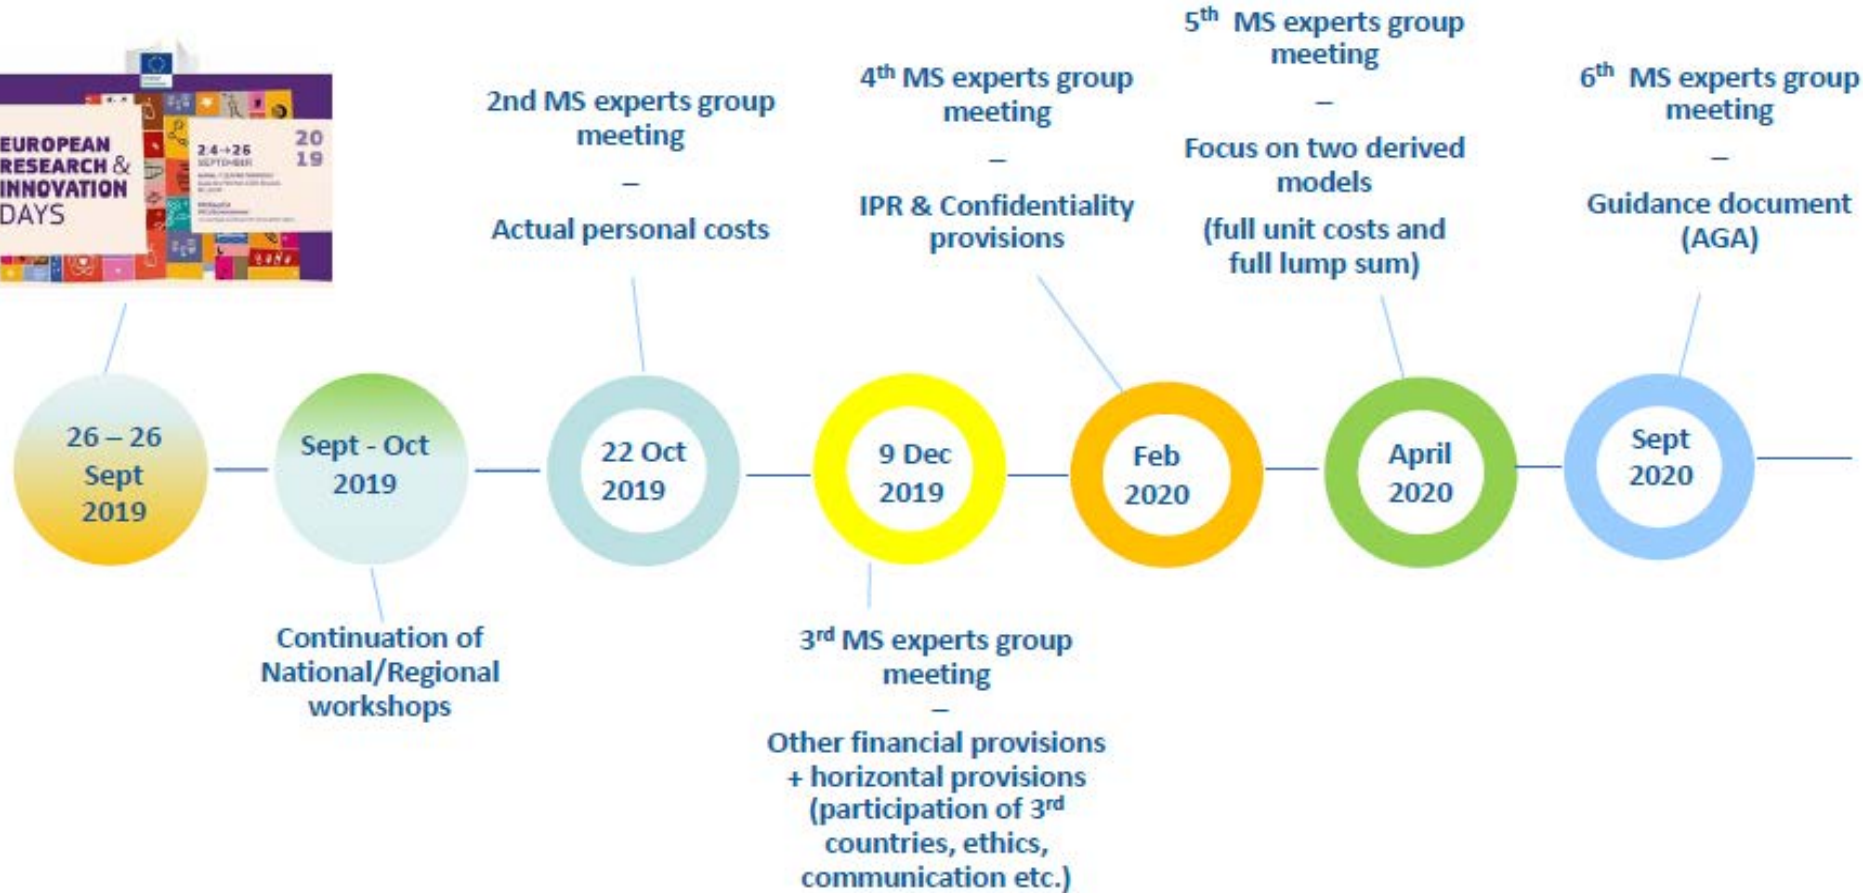 EUROPEAN
RESEARCH &
INNOVATION
DAYS
24→26
SEPTEMBER
20
19
2nd MS experts group
meeting
–
Actual personal costs
4th MS experts group
meeting
–
IPR & Confidentiality
provisions
5th MS experts group
meeting
–
Focus on two derived
models
(full unit costs and
full lump sum)
6th MS experts group
meeting
–
Guidance document
(AGA)
26 – 26
Sept
2019
Sept - Oct
2019
22 Oct
2019
9 Dec
2019
Feb
2020
April
2020
Sept
2020
Continuation of
National/Regional
workshops
3rd MS experts group
meeting
–
Other financial provisions
+ horizontal provisions
(participation of 3rd
countries, ethics,
communication etc.)